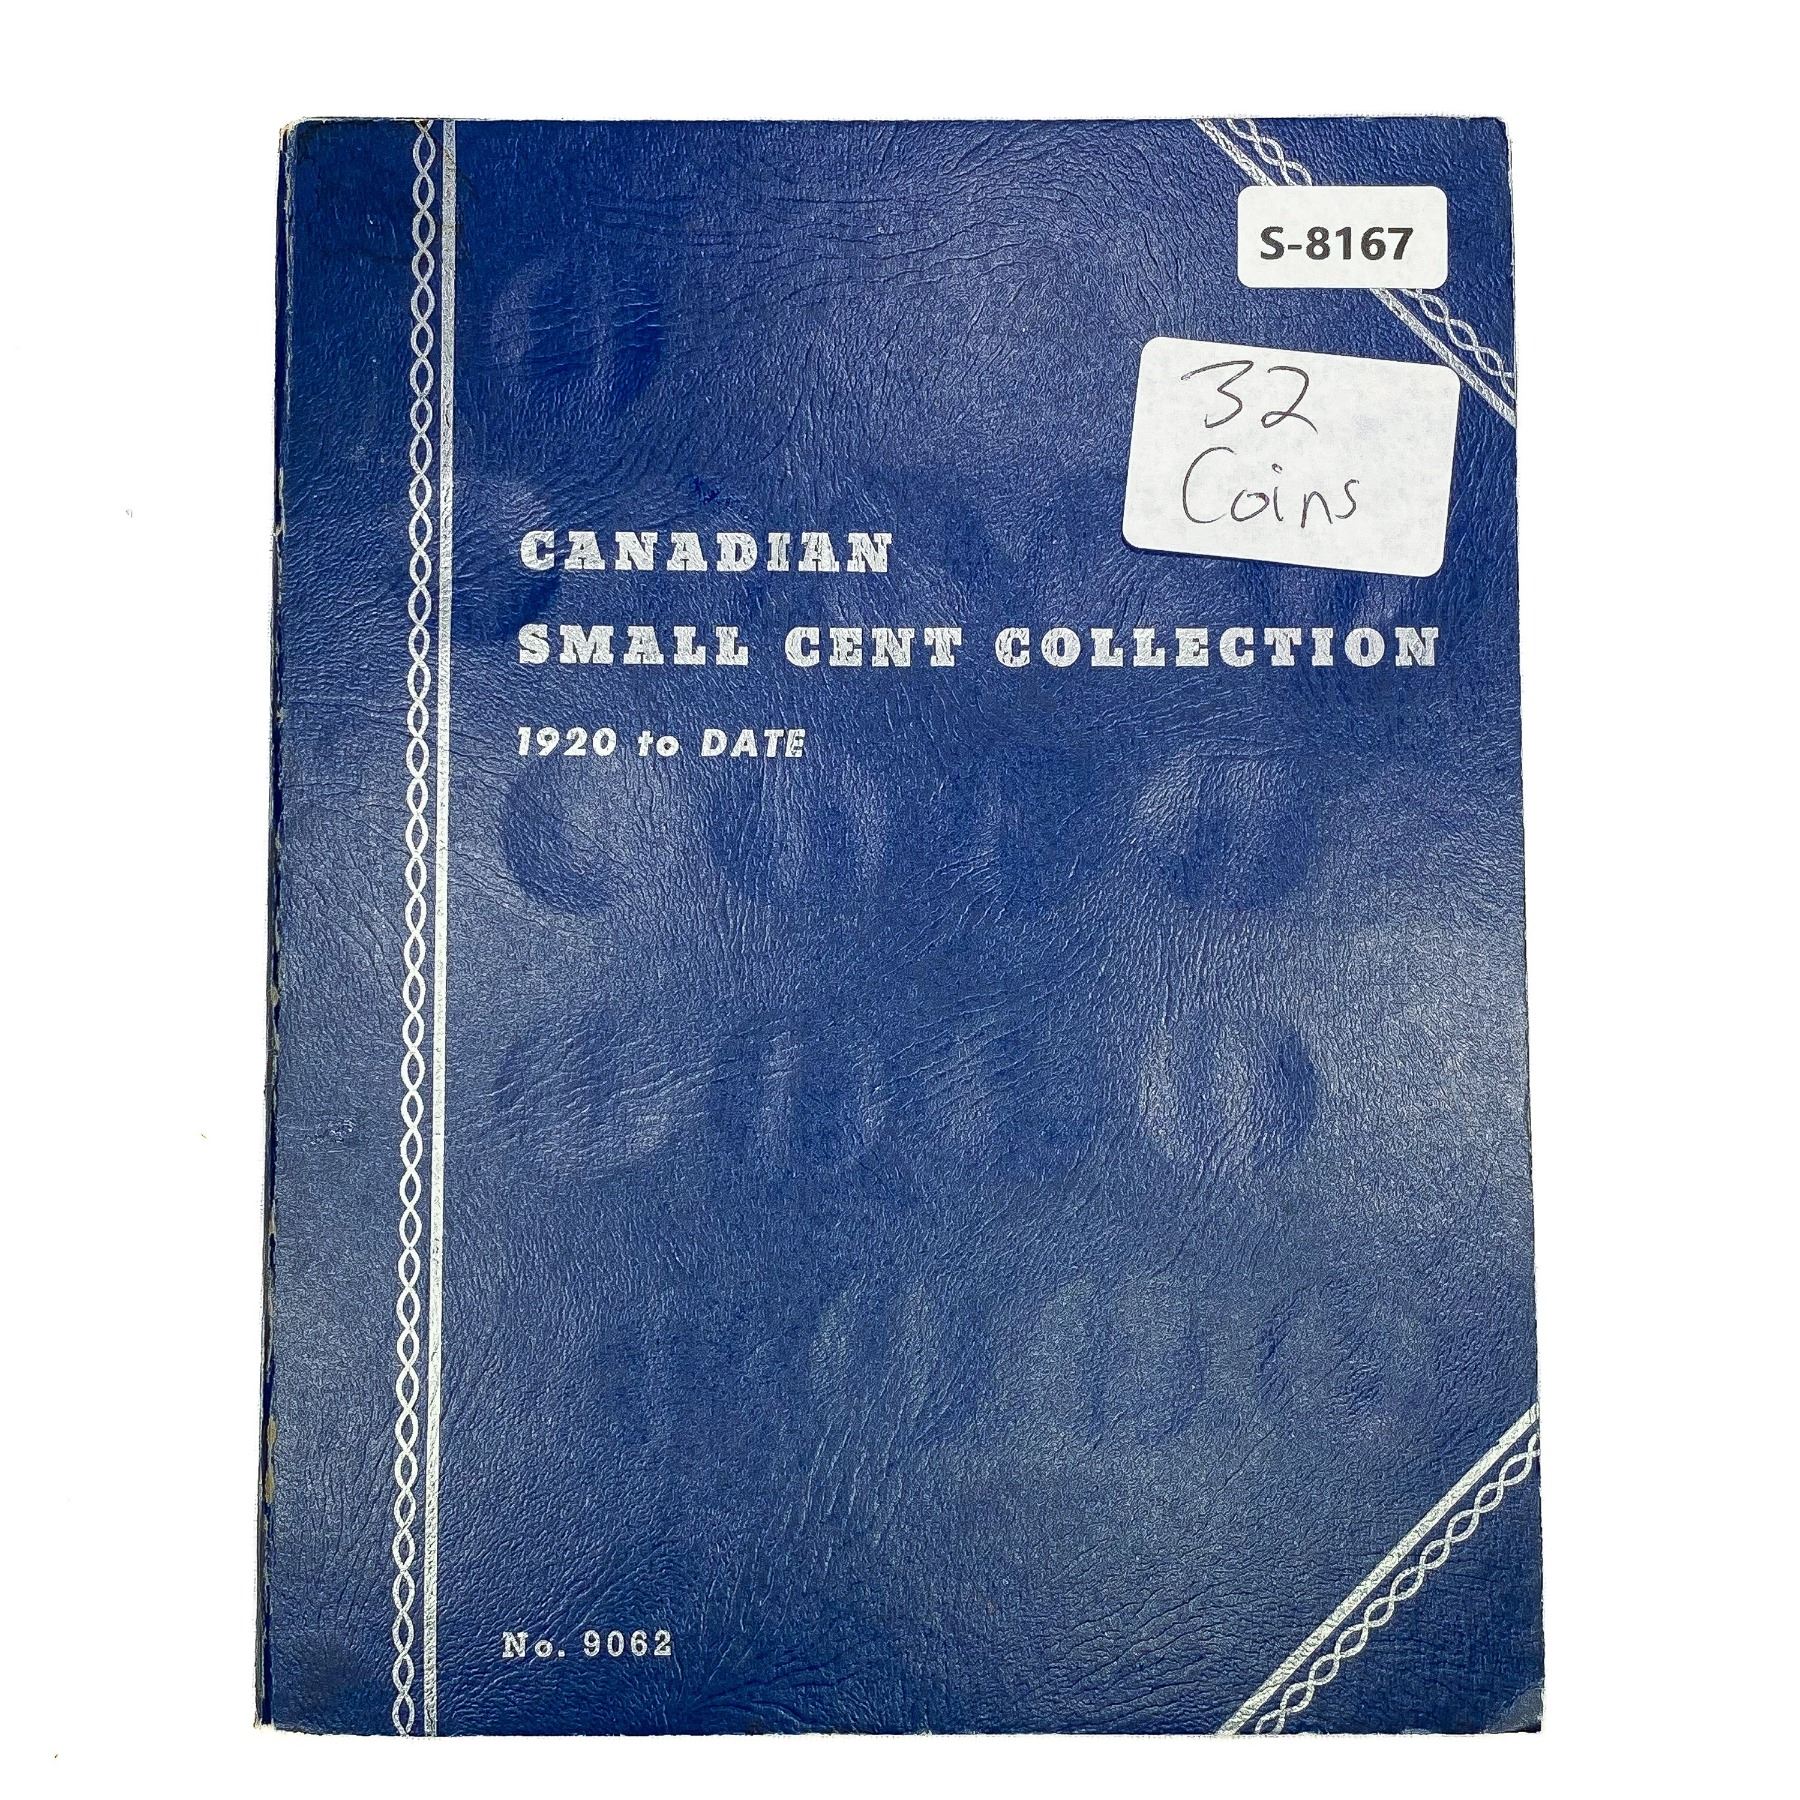 S-8167
32
Coins
CANADIAN
SMALL CENT COLLECTION
1920 to DATE
No. 9062